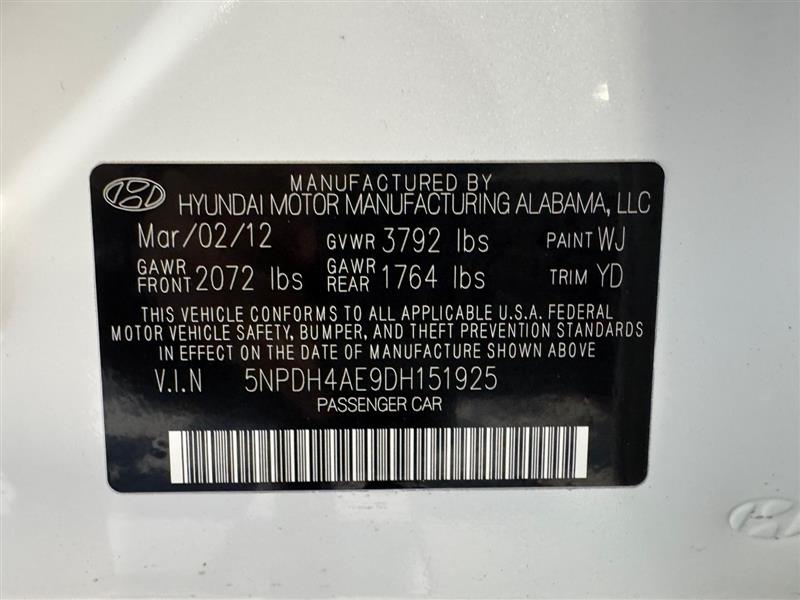 MANUFACTURED BY
HYUNDAI MOTOR MANUFACTURING ALABAMA, LLC
Mar/02/12 GVWR 3792 lbs PAINT WJ
GAWR FRONT 2072 lbs GAWR REAR 1764 lbs TRIM YD
THIS VEHICLE CONFORMS TO ALL APPLICABLE U.S.A. FEDERAL
MOTOR VEHICLE SAFETY, BUMPER, AND THEFT PREVENTION STANDARDS
IN EFFECT ON THE DATE OF MANUFACTURE SHOWN ABOVE
V.I.N 5NPDH4AE9DH151925
PASSENGER CAR